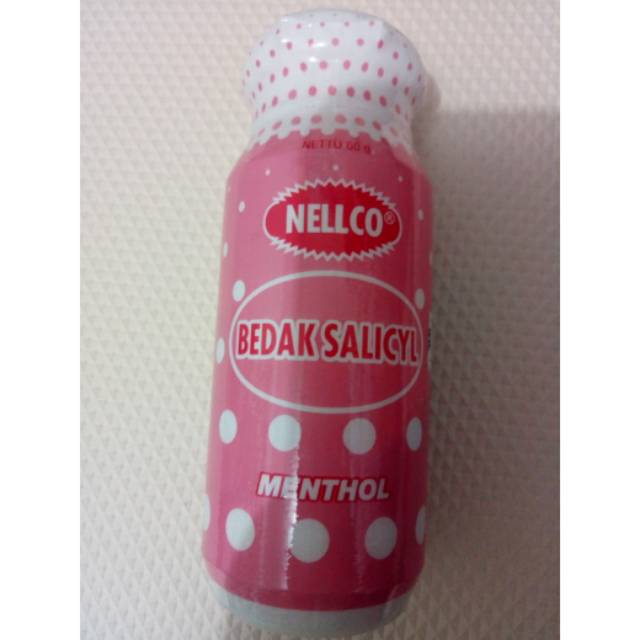 NETTO 60 g
NELLCO®
BEDAK SALICYL
MENTHOL